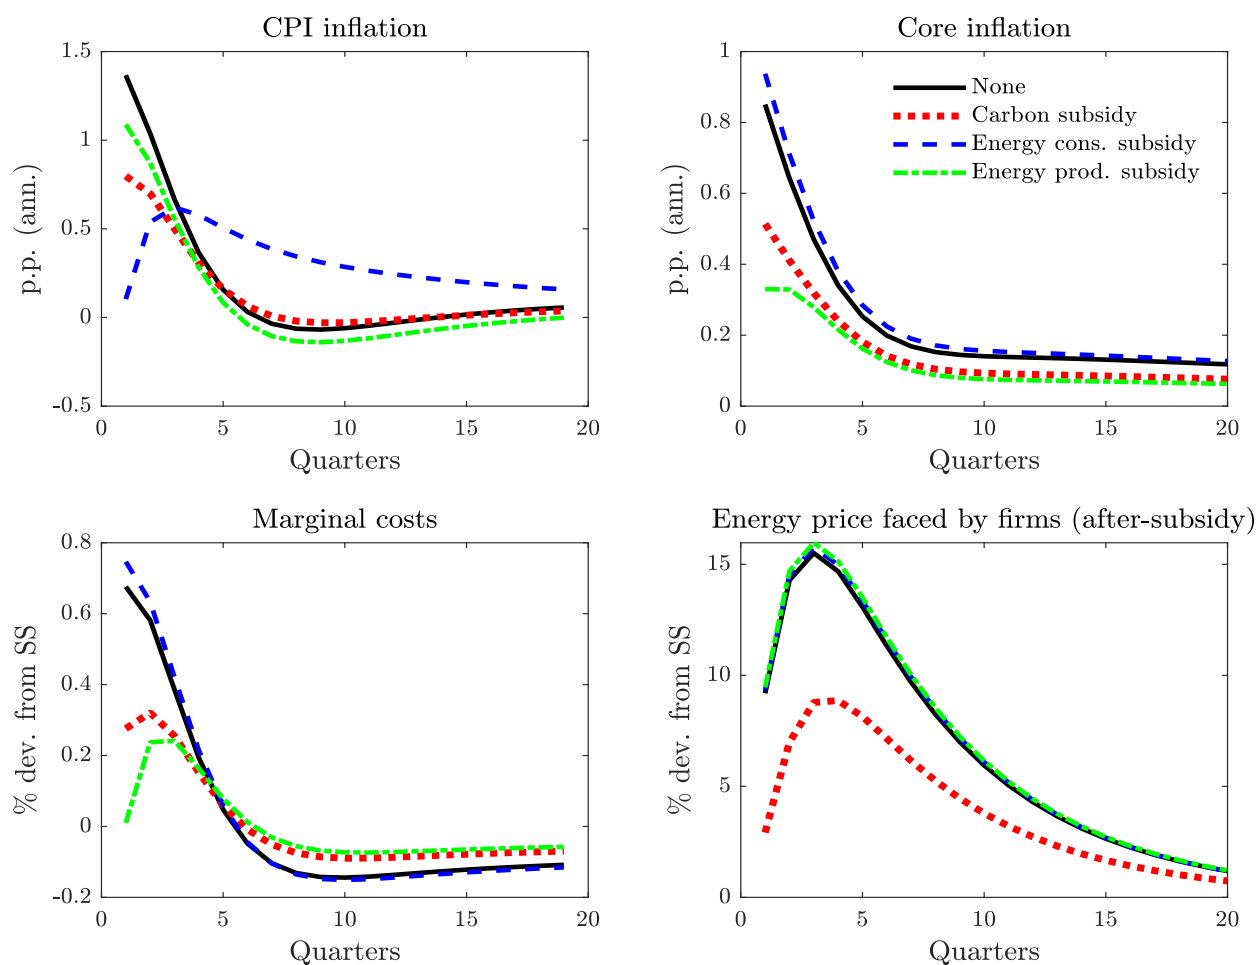 CPI inflation
1.5
1
0.5
0
-0.5
p.p. (ann.)
0 5 10 15 20
Quarters
Core inflation
1
0.8
0.6
0.4
0.2
0
p.p. (ann.)
None
Carbon subsidy
Energy cons. subsidy
Energy prod. subsidy
0 5 10 15 20
Quarters
Marginal costs
0.8
0.6
0.4
0.2
0
-0.2
% dev. from SS
0 5 10 15 20
Quarters
Energy price faced by firms (after-subsidy)
15
10
5
0
% dev. from SS
0 5 10 15 20
Quarters